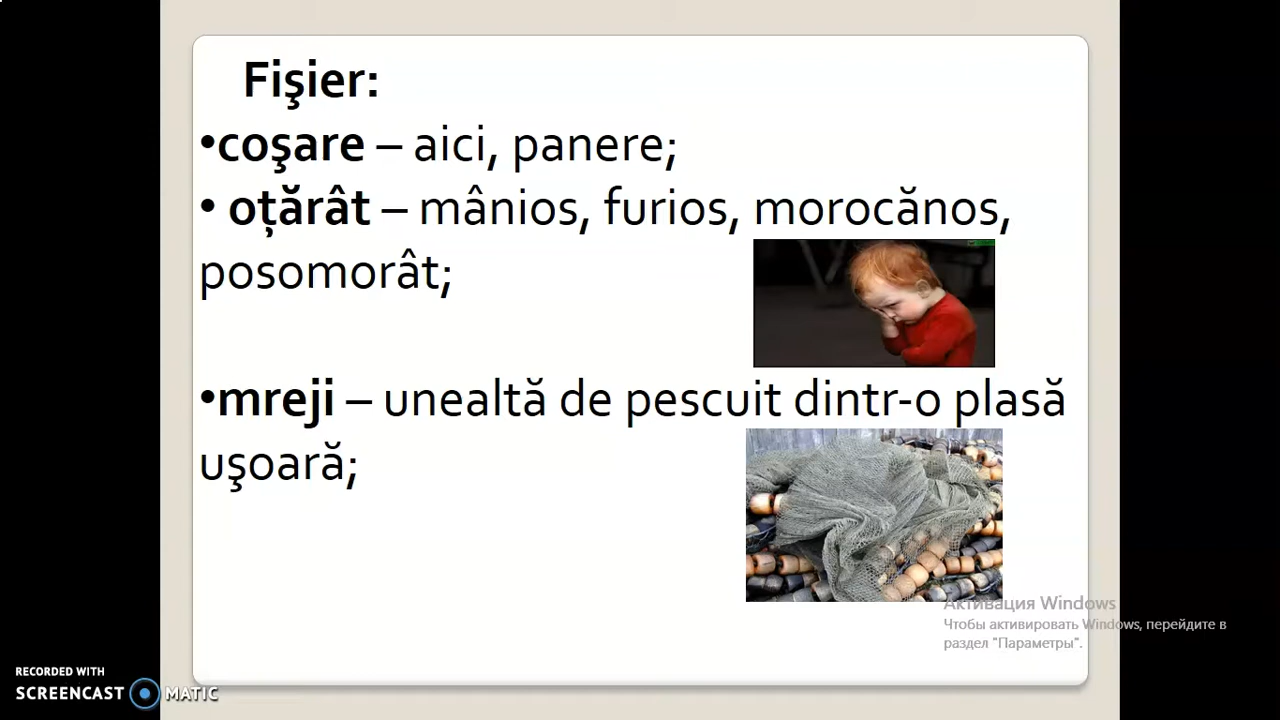 Fişier:
•coşare – aici, panere;
• oţărât – mânios, furios, morocănos,
posomorât;
•mreji – unealtă de pescuit dintr-o plasă
uşoară;
Активация Windows
Чтобы активировать Windows, перейдите в
раздел "Параметры".
RECORDED WITH
SCREENCAST MATIC